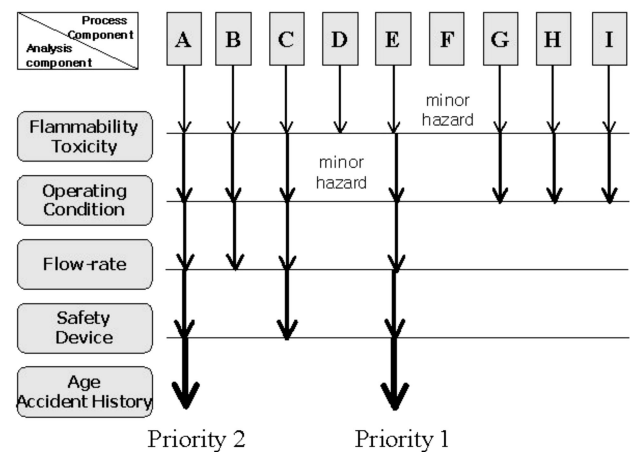 Process
Component
Analysis
component
A B C D E F G H I
minor
hazard
Flammability
Toxicity
minor
hazard
Operating
Condition
Flow-rate
Safety
Device
Age
Accident History
Priority 2 Priority 1